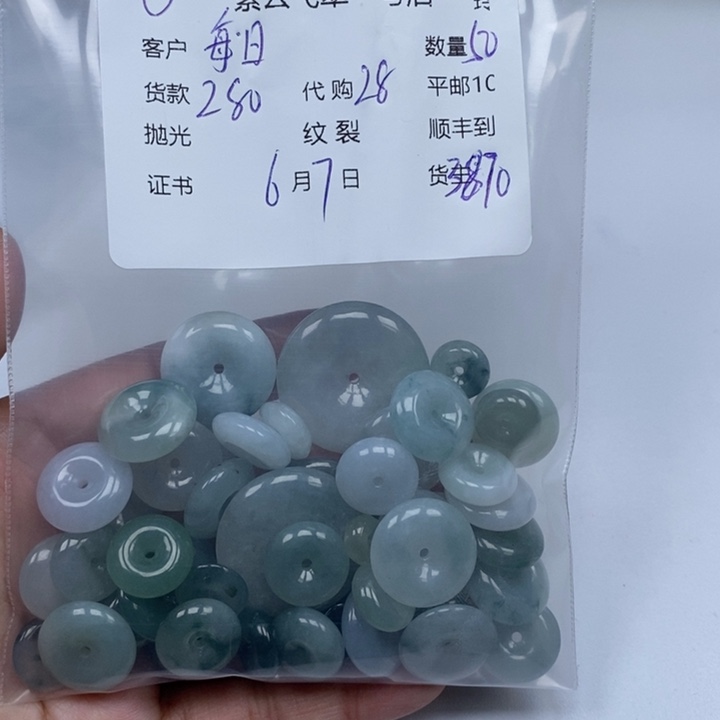 客户 每日 数量 50
货款 280 代购 28 平邮1C
抛光 纹裂 顺丰到
证书 6月7日 货 3870